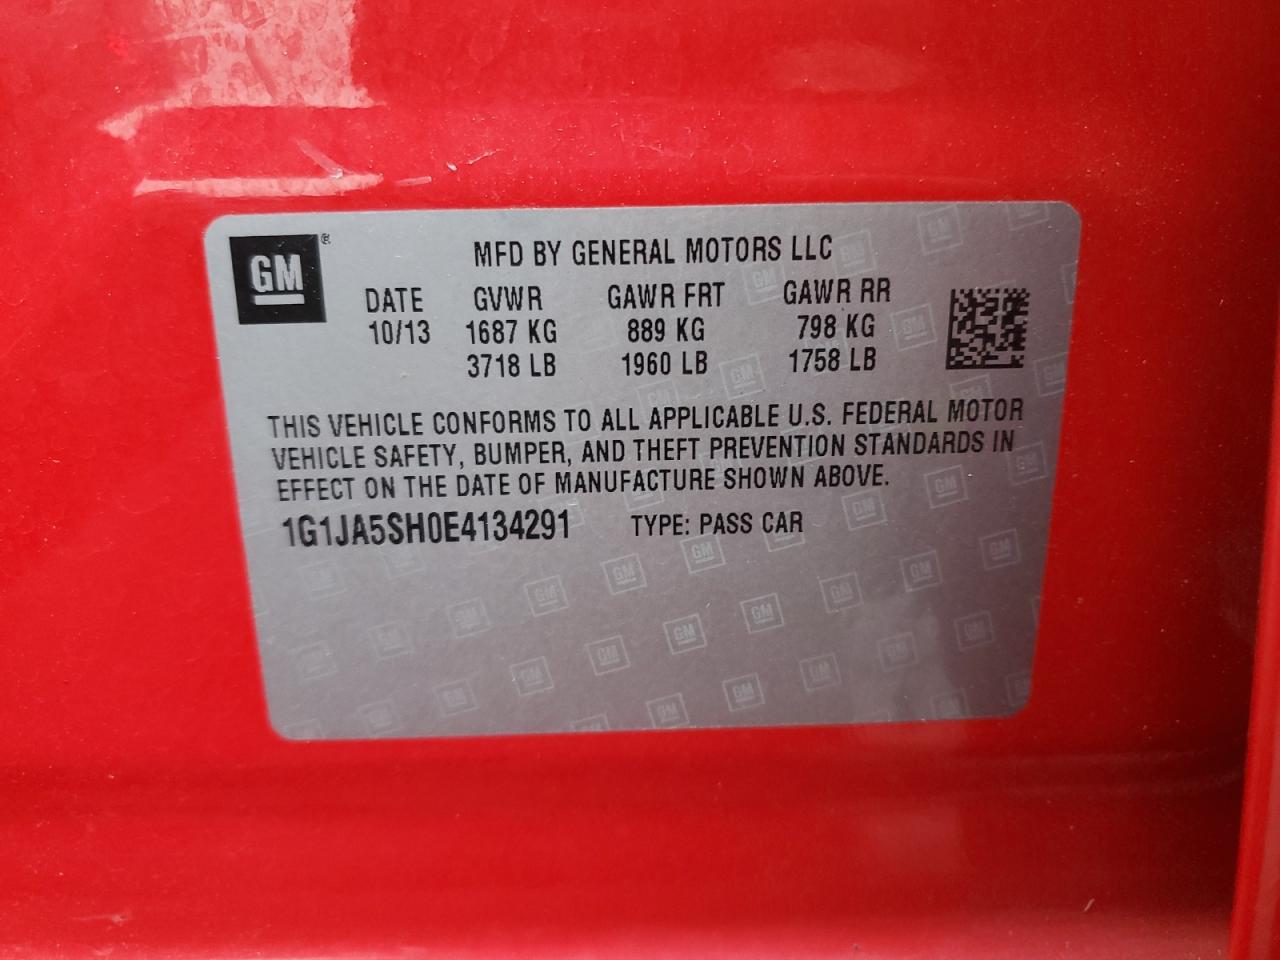 GM ®
MFD BY GENERAL MOTORS LLC
DATE GVWR GAWR FRT GAWR RR
10/13 1687 KG 889 KG 798 KG
3718 LB 1960 LB 1758 LB
THIS VEHICLE CONFORMS TO ALL APPLICABLE U.S. FEDERAL MOTOR
VEHICLE SAFETY, BUMPER, AND THEFT PREVENTION STANDARDS IN
EFFECT ON THE DATE OF MANUFACTURE SHOWN ABOVE.
1G1JA5SH0E4134291 TYPE: PASS CAR